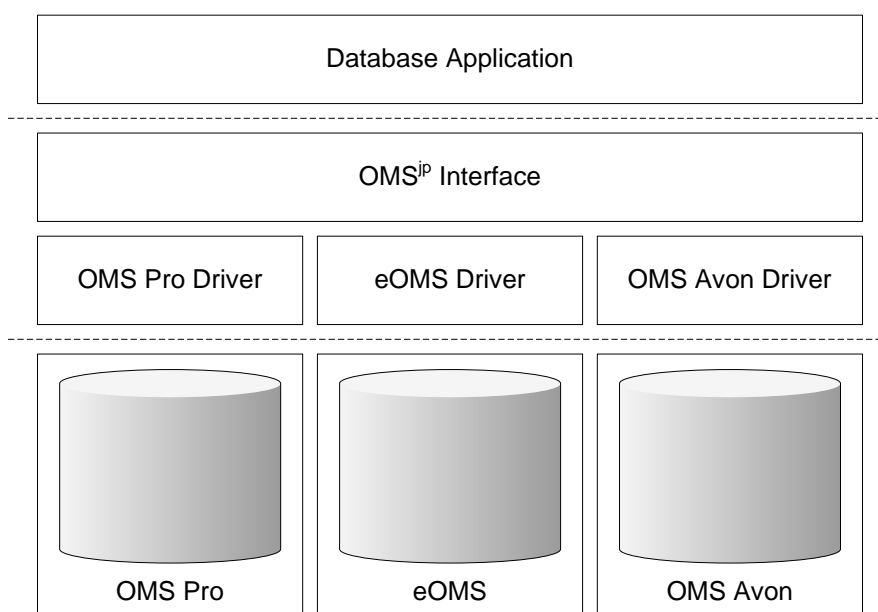 Database Application
OMS^jp Interface
OMS Pro Driver
eOMS Driver
OMS Avon Driver
OMS Pro
eOMS
OMS Avon